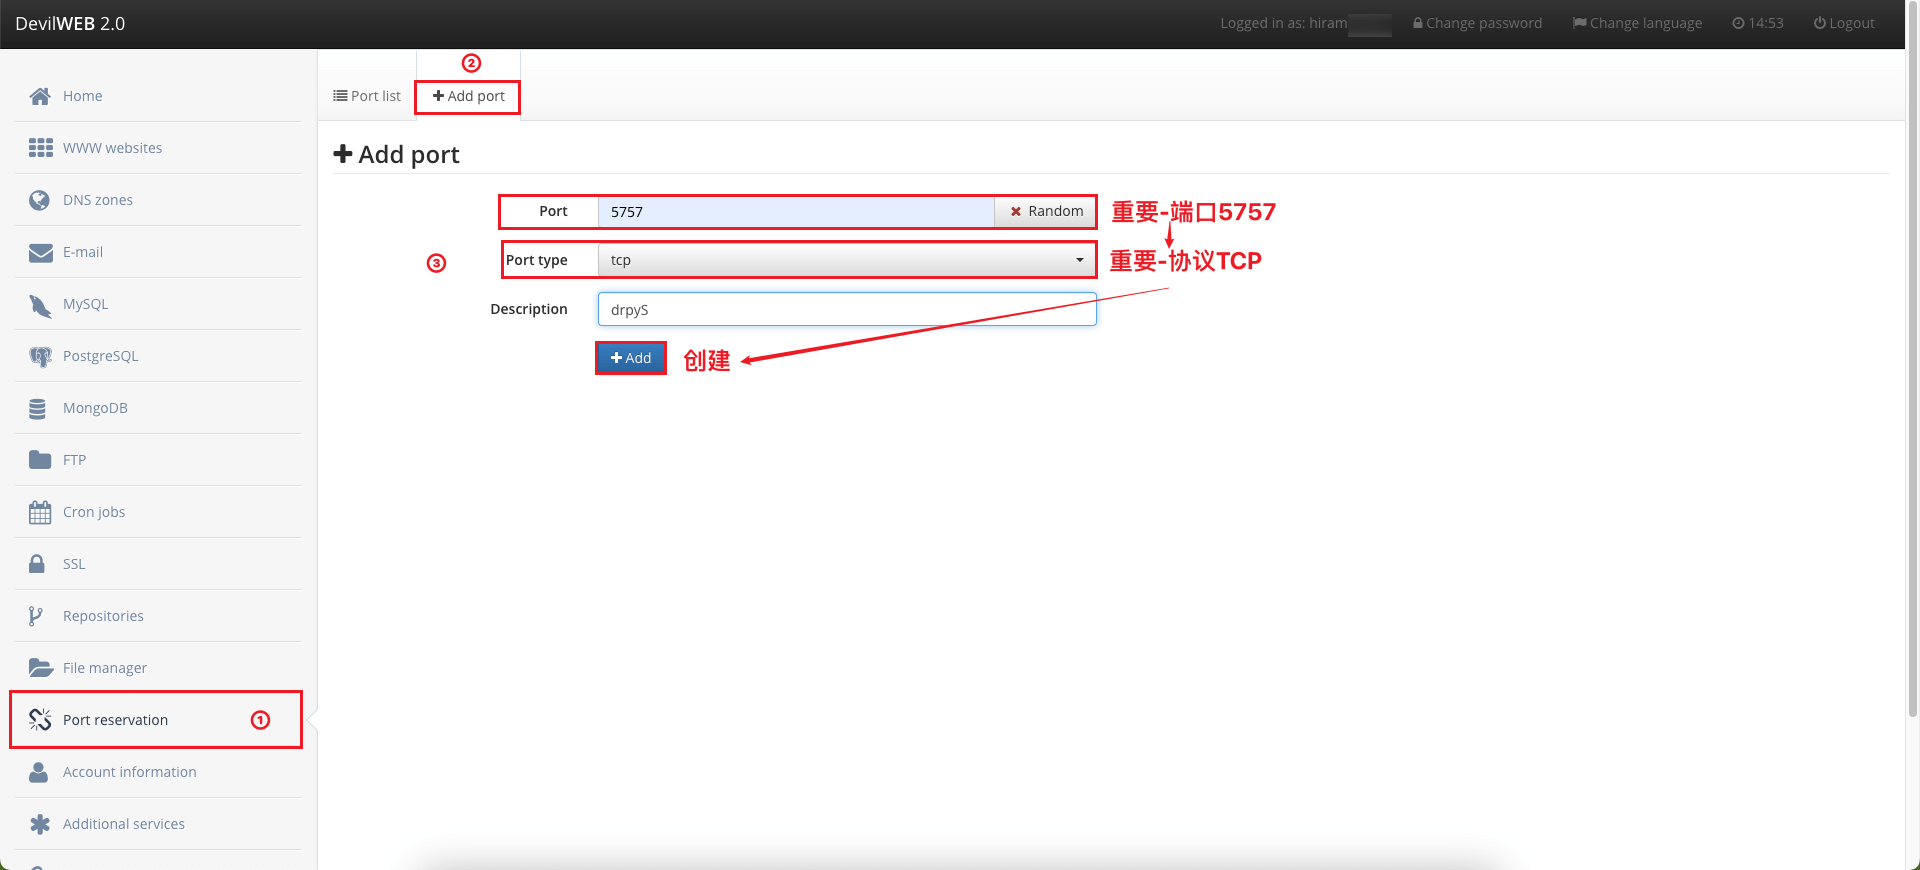 DevilWEB 2.0
Logged in as: hiram
Change password
Change language
14:53
Logout
Home
WWW websites
DNS zones
E-mail
MySQL
PostgreSQL
MongoDB
FTP
Cron jobs
SSL
Repositories
File manager
Port reservation ①
Account information
Additional services
②
Port list
Add port
Add port
Port 5757 Random 重要-端口5757
③
Port type tcp 重要-协议TCP
Description drpyS
Add 创建